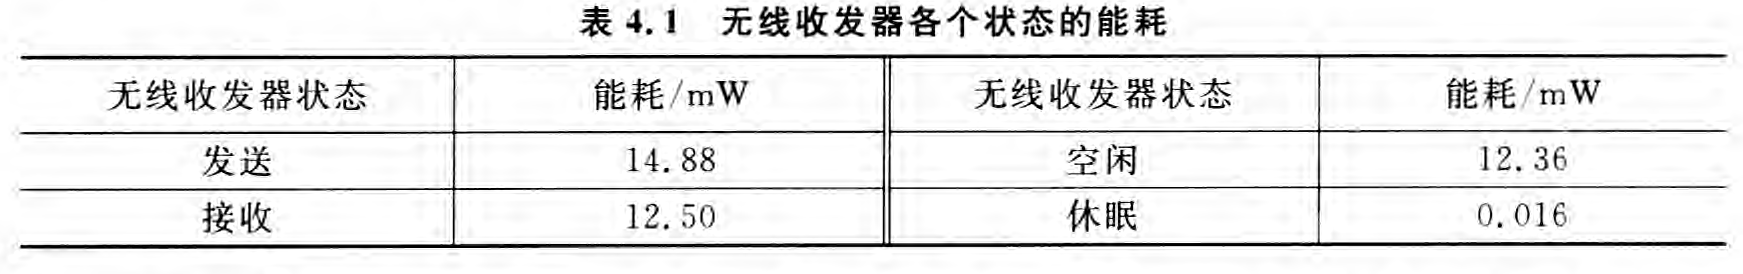 表 4.1 无线收发器各个状态的能耗
无线收发器状态 能耗/mW 无线收发器状态 能耗/mW
发送 14.88 空闲 12.36
接收 12.50 休眠 0.016